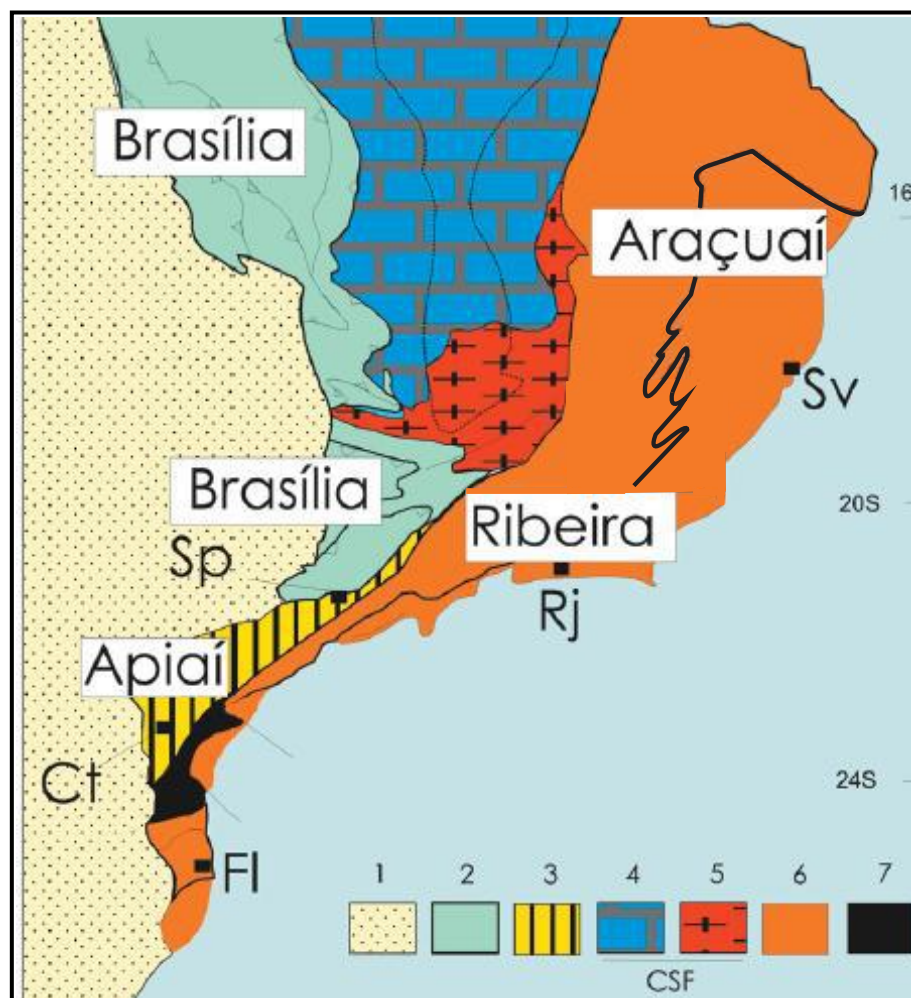 Brasília
16
Araçuaí
Sv
Brasília
20S
Ribeira
Sp
Rj
Apiaí
Ct
24S
Fl
1 2 3 4 5 6 7
CSF